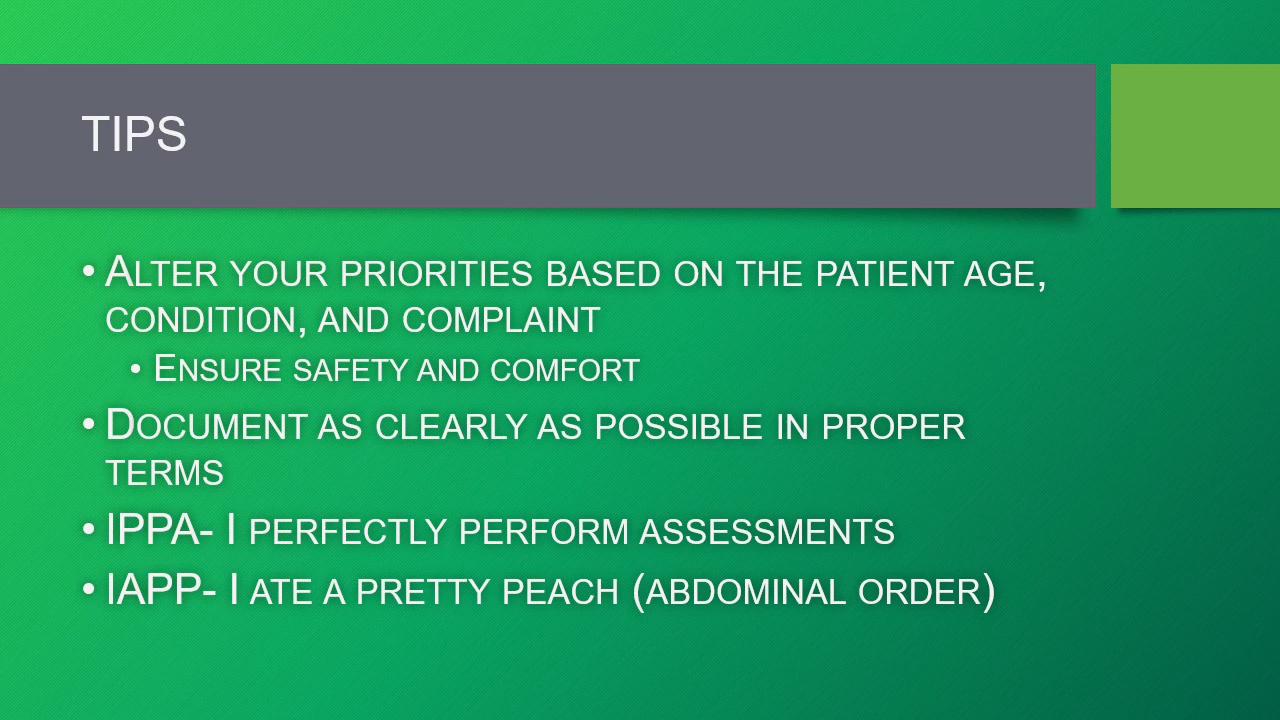 TIPS
• ALTER YOUR PRIORITIES BASED ON THE PATIENT AGE,
CONDITION, AND COMPLAINT
• ENSURE SAFETY AND COMFORT
• DOCUMENT AS CLEARLY AS POSSIBLE IN PROPER
TERMS
• IPPA- I PERFECTLY PERFORM ASSESSMENTS
• IAPP- I ATE A PRETTY PEACH (ABDOMINAL ORDER)